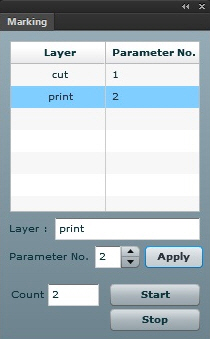 Marking
Layer Parameter No.
cut 1
print 2
Layer : print
Parameter No. 2 Apply
Count 2 Start
Stop